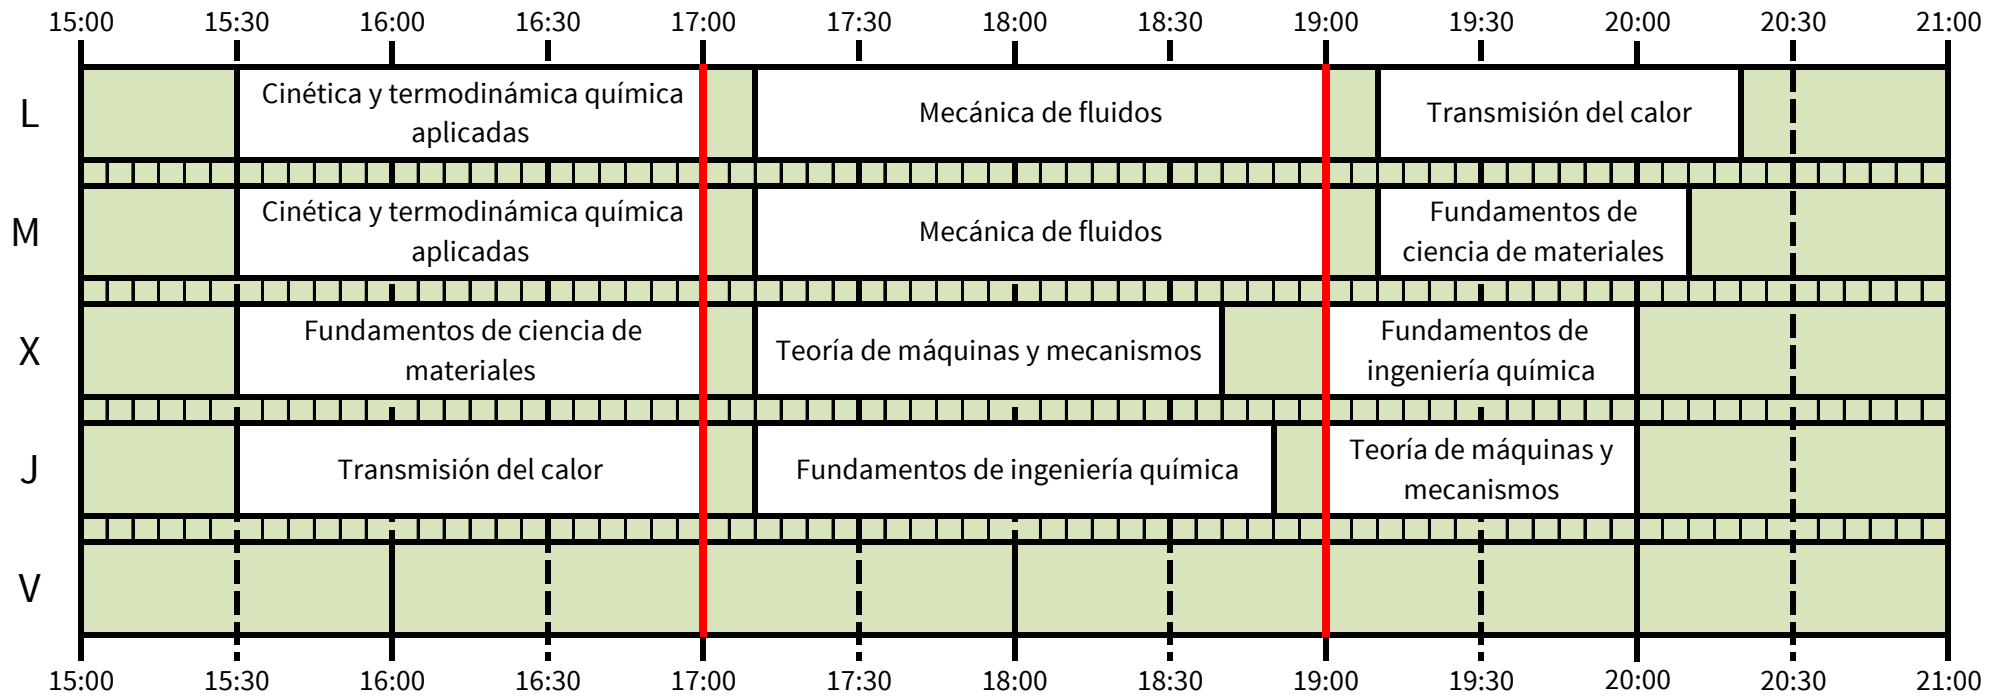 15:00 15:30 16:00 16:30 17:00 17:30 18:00 18:30 19:00 19:30 20:00 20:30 21:00
L
Cinética y termodinámica química
aplicadas
Mecánica de fluidos
Transmisión del calor
M
Cinética y termodinámica química
aplicadas
Mecánica de fluidos
Fundamentos de
ciencia de materiales
X
Fundamentos de ciencia de
materiales
Teoría de máquinas y mecanismos
Fundamentos de
ingeniería química
J
Transmisión del calor
Fundamentos de ingeniería química
Teoría de máquinas y
mecanismos
V
15:00 15:30 16:00 16:30 17:00 17:30 18:00 18:30 19:00 19:30 20:00 20:30 21:00